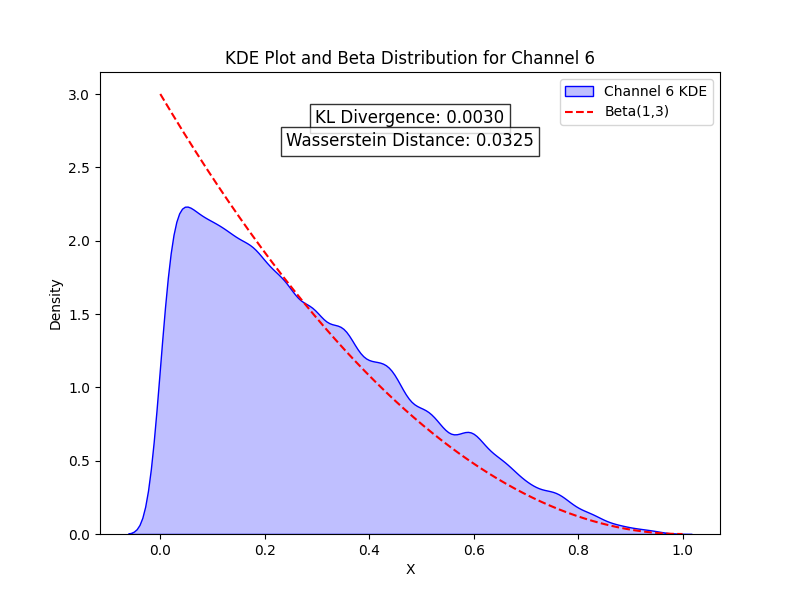 KDE Plot and Beta Distribution for Channel 6
KL Divergence: 0.0030
Wasserstein Distance: 0.0325
Channel 6 KDE
Beta(1,3)
Density
3.0
2.5
2.0
1.5
1.0
0.5
0.0
0.0 0.2 0.4 0.6 0.8 1.0
X